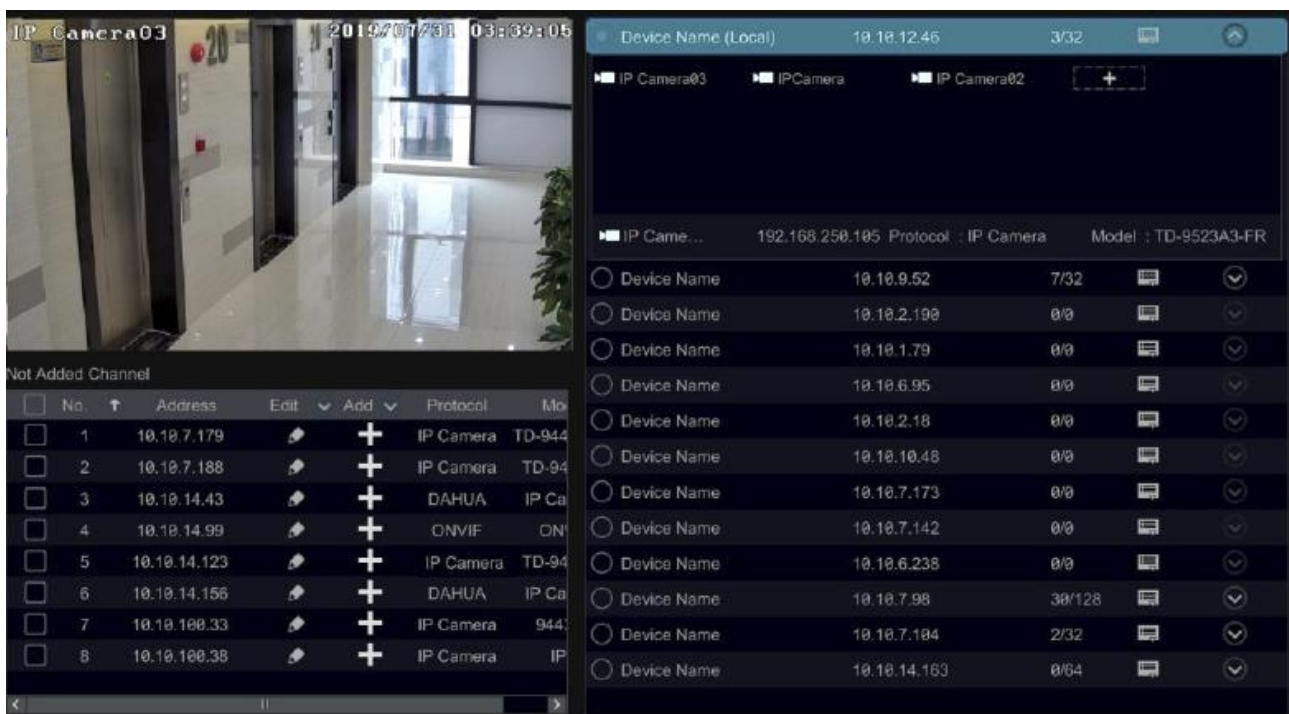 IP Camera03 2019/07/31 03:39:05
20
Not Added Channel
No. Address Edit Add Protocol
1 10.10.7.179 IP Camera TD-944
2 10.10.7.188 IP Camera TD-94
3 10.10.14.43 DAHUA IP Ca
4 10.10.14.99 ONVIF ON
5 10.10.14.123 IP Camera TD-94
6 10.10.14.156 DAHUA IP Ca
7 10.10.100.33 IP Camera 944
8 10.10.100.38 IP Camera IP
Device Name (Local) 10.10.12.46 3/32
IP Camera03 IPCamera IP Camera02 +
IP Came... 192.168.250.105 Protocol : IP Camera Model : TD-9523A3-FR
Device Name 10.10.9.52 7/32
Device Name 10.10.2.190 0/0
Device Name 10.10.1.79 0/0
Device Name 10.10.6.95 0/0
Device Name 10.10.2.18 0/0
Device Name 10.10.10.48 0/0
Device Name 10.10.7.173 0/0
Device Name 10.10.7.142 0/0
Device Name 10.10.6.238 0/0
Device Name 10.10.7.98 30/128
Device Name 10.10.7.104 2/32
Device Name 10.10.14.163 0/64